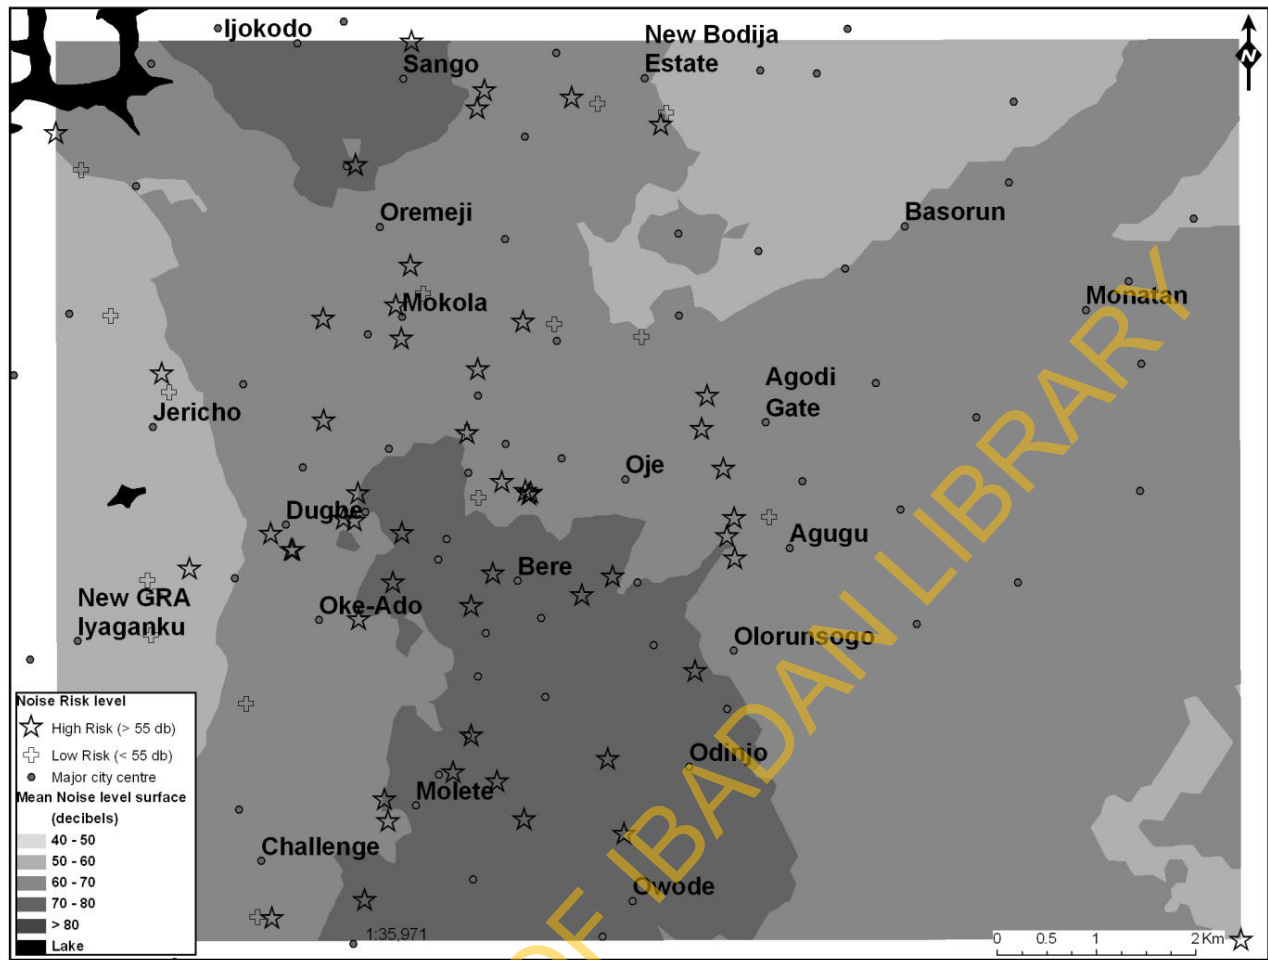 Ijokodo
New Bodija
Estate
N
Sango
Oremeji
Basorun
Mokola
Monatan
Agodi
Gate
Jericho
Oje
Dugbe
Agugu
Bere
New GRA
Iyaganku
Oke-Ado
Olorunsogo
Odinjo
Molete
Challenge
Owode
Noise Risk level
High Risk (> 55 db)
Low Risk (< 55 db)
Major city centre
Mean Noise level surface
(decibels)
40 - 50
50 - 60
60 - 70
70 - 80
> 80
Lake
1:35,971
0 0.5 1 2 Km
OF IBADAN LIBRARY